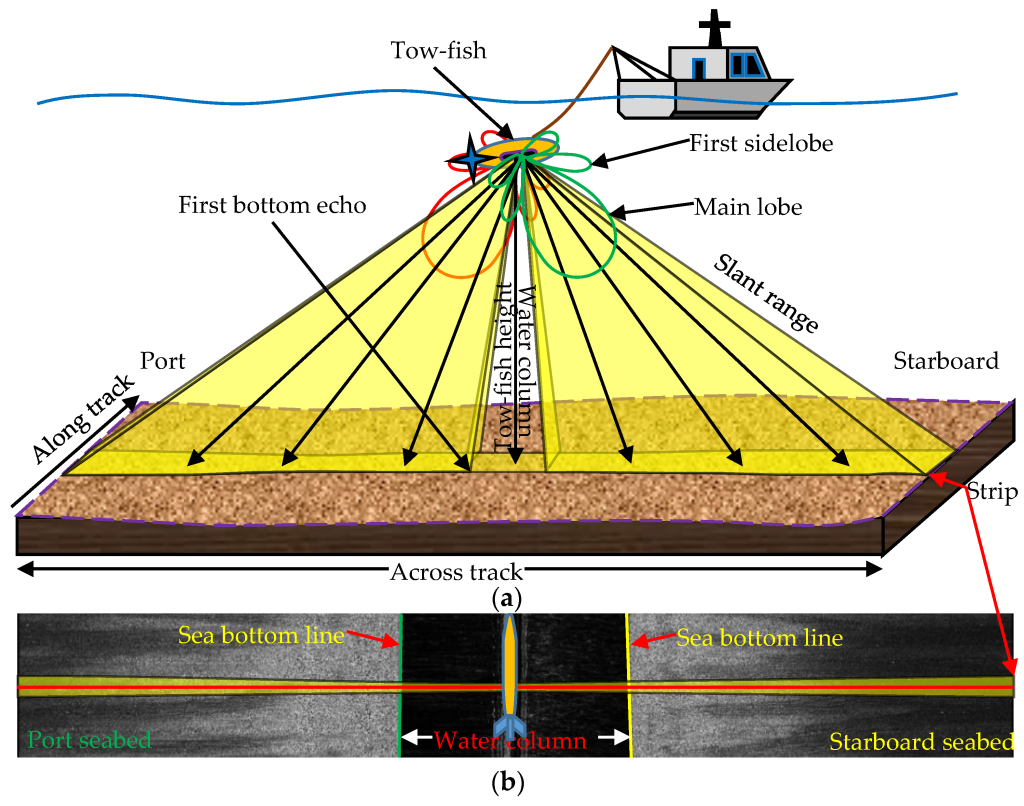 Tow-fish
First sidelobe
First bottom echo
Main lobe
Slant range
Tow-fish height
Water column
Port
Starboard
Along track
Strip
Across track
(a)
Sea bottom line
Sea bottom line
Port seabed
Water column
Starboard seabed
(b)